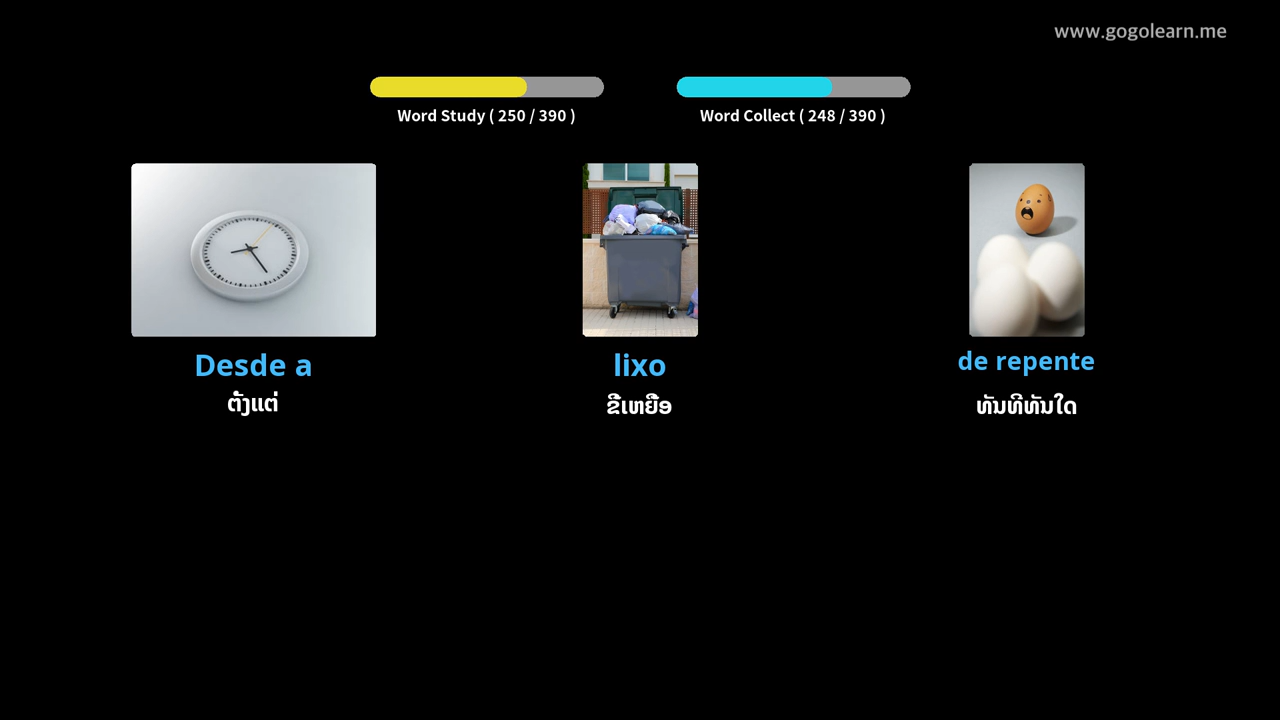 www.gogolearn.me
Word Study ( 250 / 390 )
Word Collect ( 248 / 390 )
Desde a
ຕັ້ງແຕ່
lixo
ຂີ້ເຫຍື້ອ
de repente
ທັນທີທັນໃດ